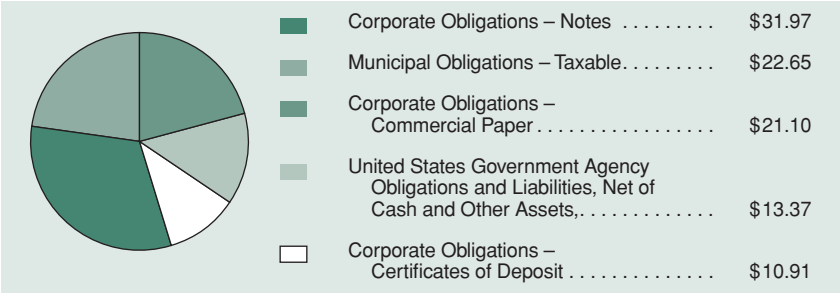 Corporate Obligations – Notes . . . . . . . . . $31.97
Municipal Obligations – Taxable. . . . . . . . . $22.65
Corporate Obligations –
Commercial Paper . . . . . . . . . . . . . . . . . $21.10
United States Government Agency
Obligations and Liabilities, Net of
Cash and Other Assets,. . . . . . . . . . . . . $13.37
Corporate Obligations –
Certificates of Deposit . . . . . . . . . . . . . . $10.91